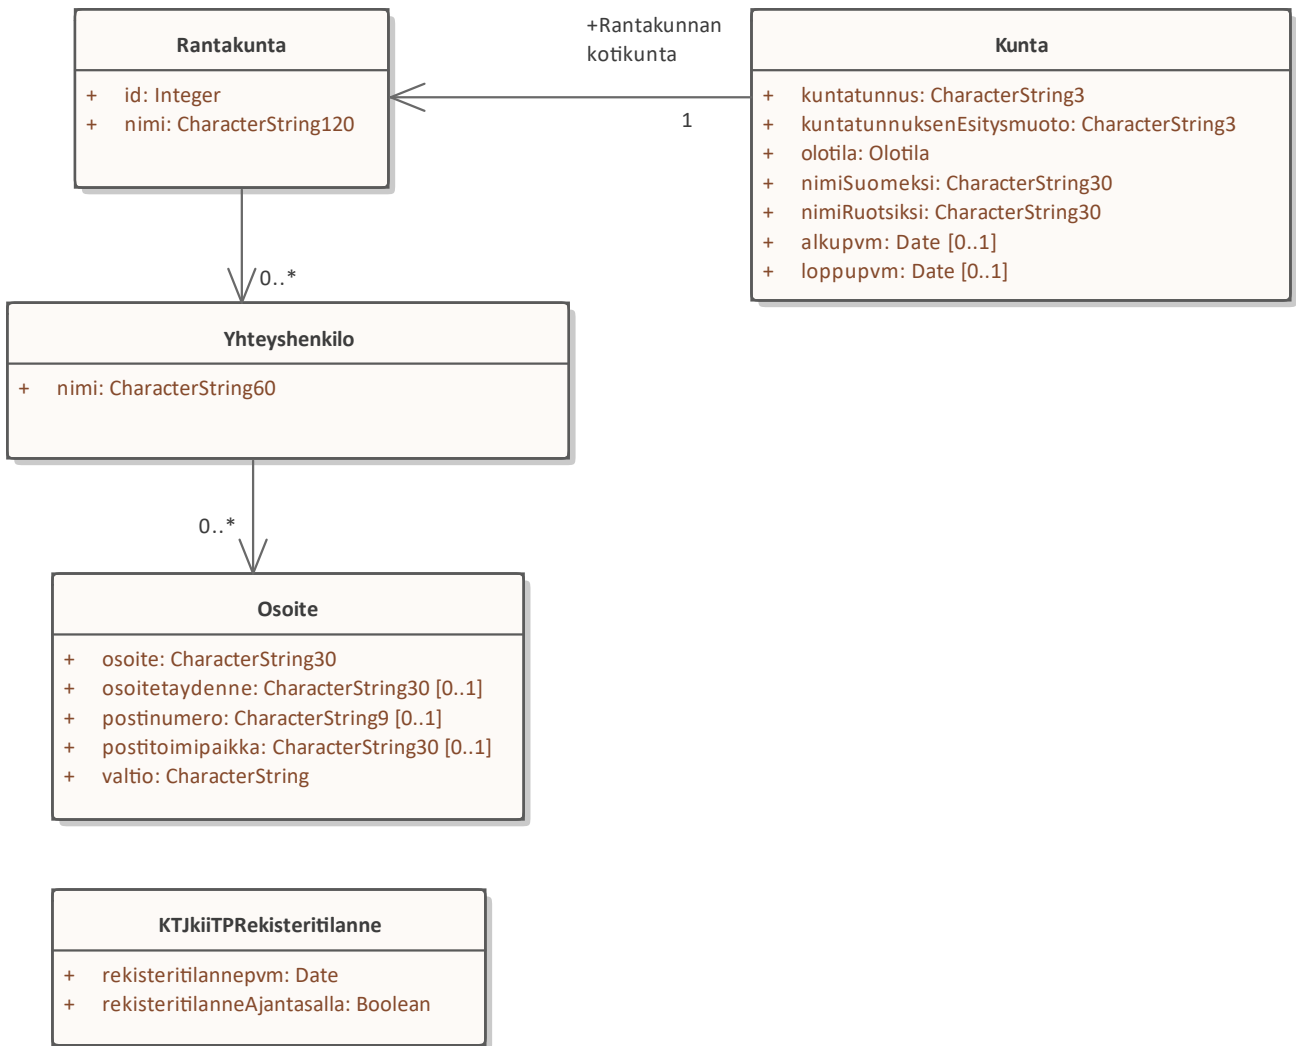 Rantakunta
+ id: Integer
+ nimi: CharacterString120
+Rantakunnan
kotikunta
1
Kunta
+ kuntatunnus: CharacterString3
+ kuntatunnuksenEsitysmuoto: CharacterString3
+ olotila: Olotila
+ nimiSuomeksi: CharacterString30
+ nimiRuotsiksi: CharacterString30
+ alkupvm: Date [0..1]
+ loppupvm: Date [0..1]
0..*
Yhteyshenkilo
+ nimi: CharacterString60
0..*
Osoite
+ osoite: CharacterString30
+ osoitetaydenne: CharacterString30 [0..1]
+ postinumero: CharacterString9 [0..1]
+ postitoimipaikka: CharacterString30 [0..1]
+ valtio: CharacterString
KTJkiiTPRekisteritilanne
+ rekisteritilannepvm: Date
+ rekisteritilanneAjantasalla: Boolean